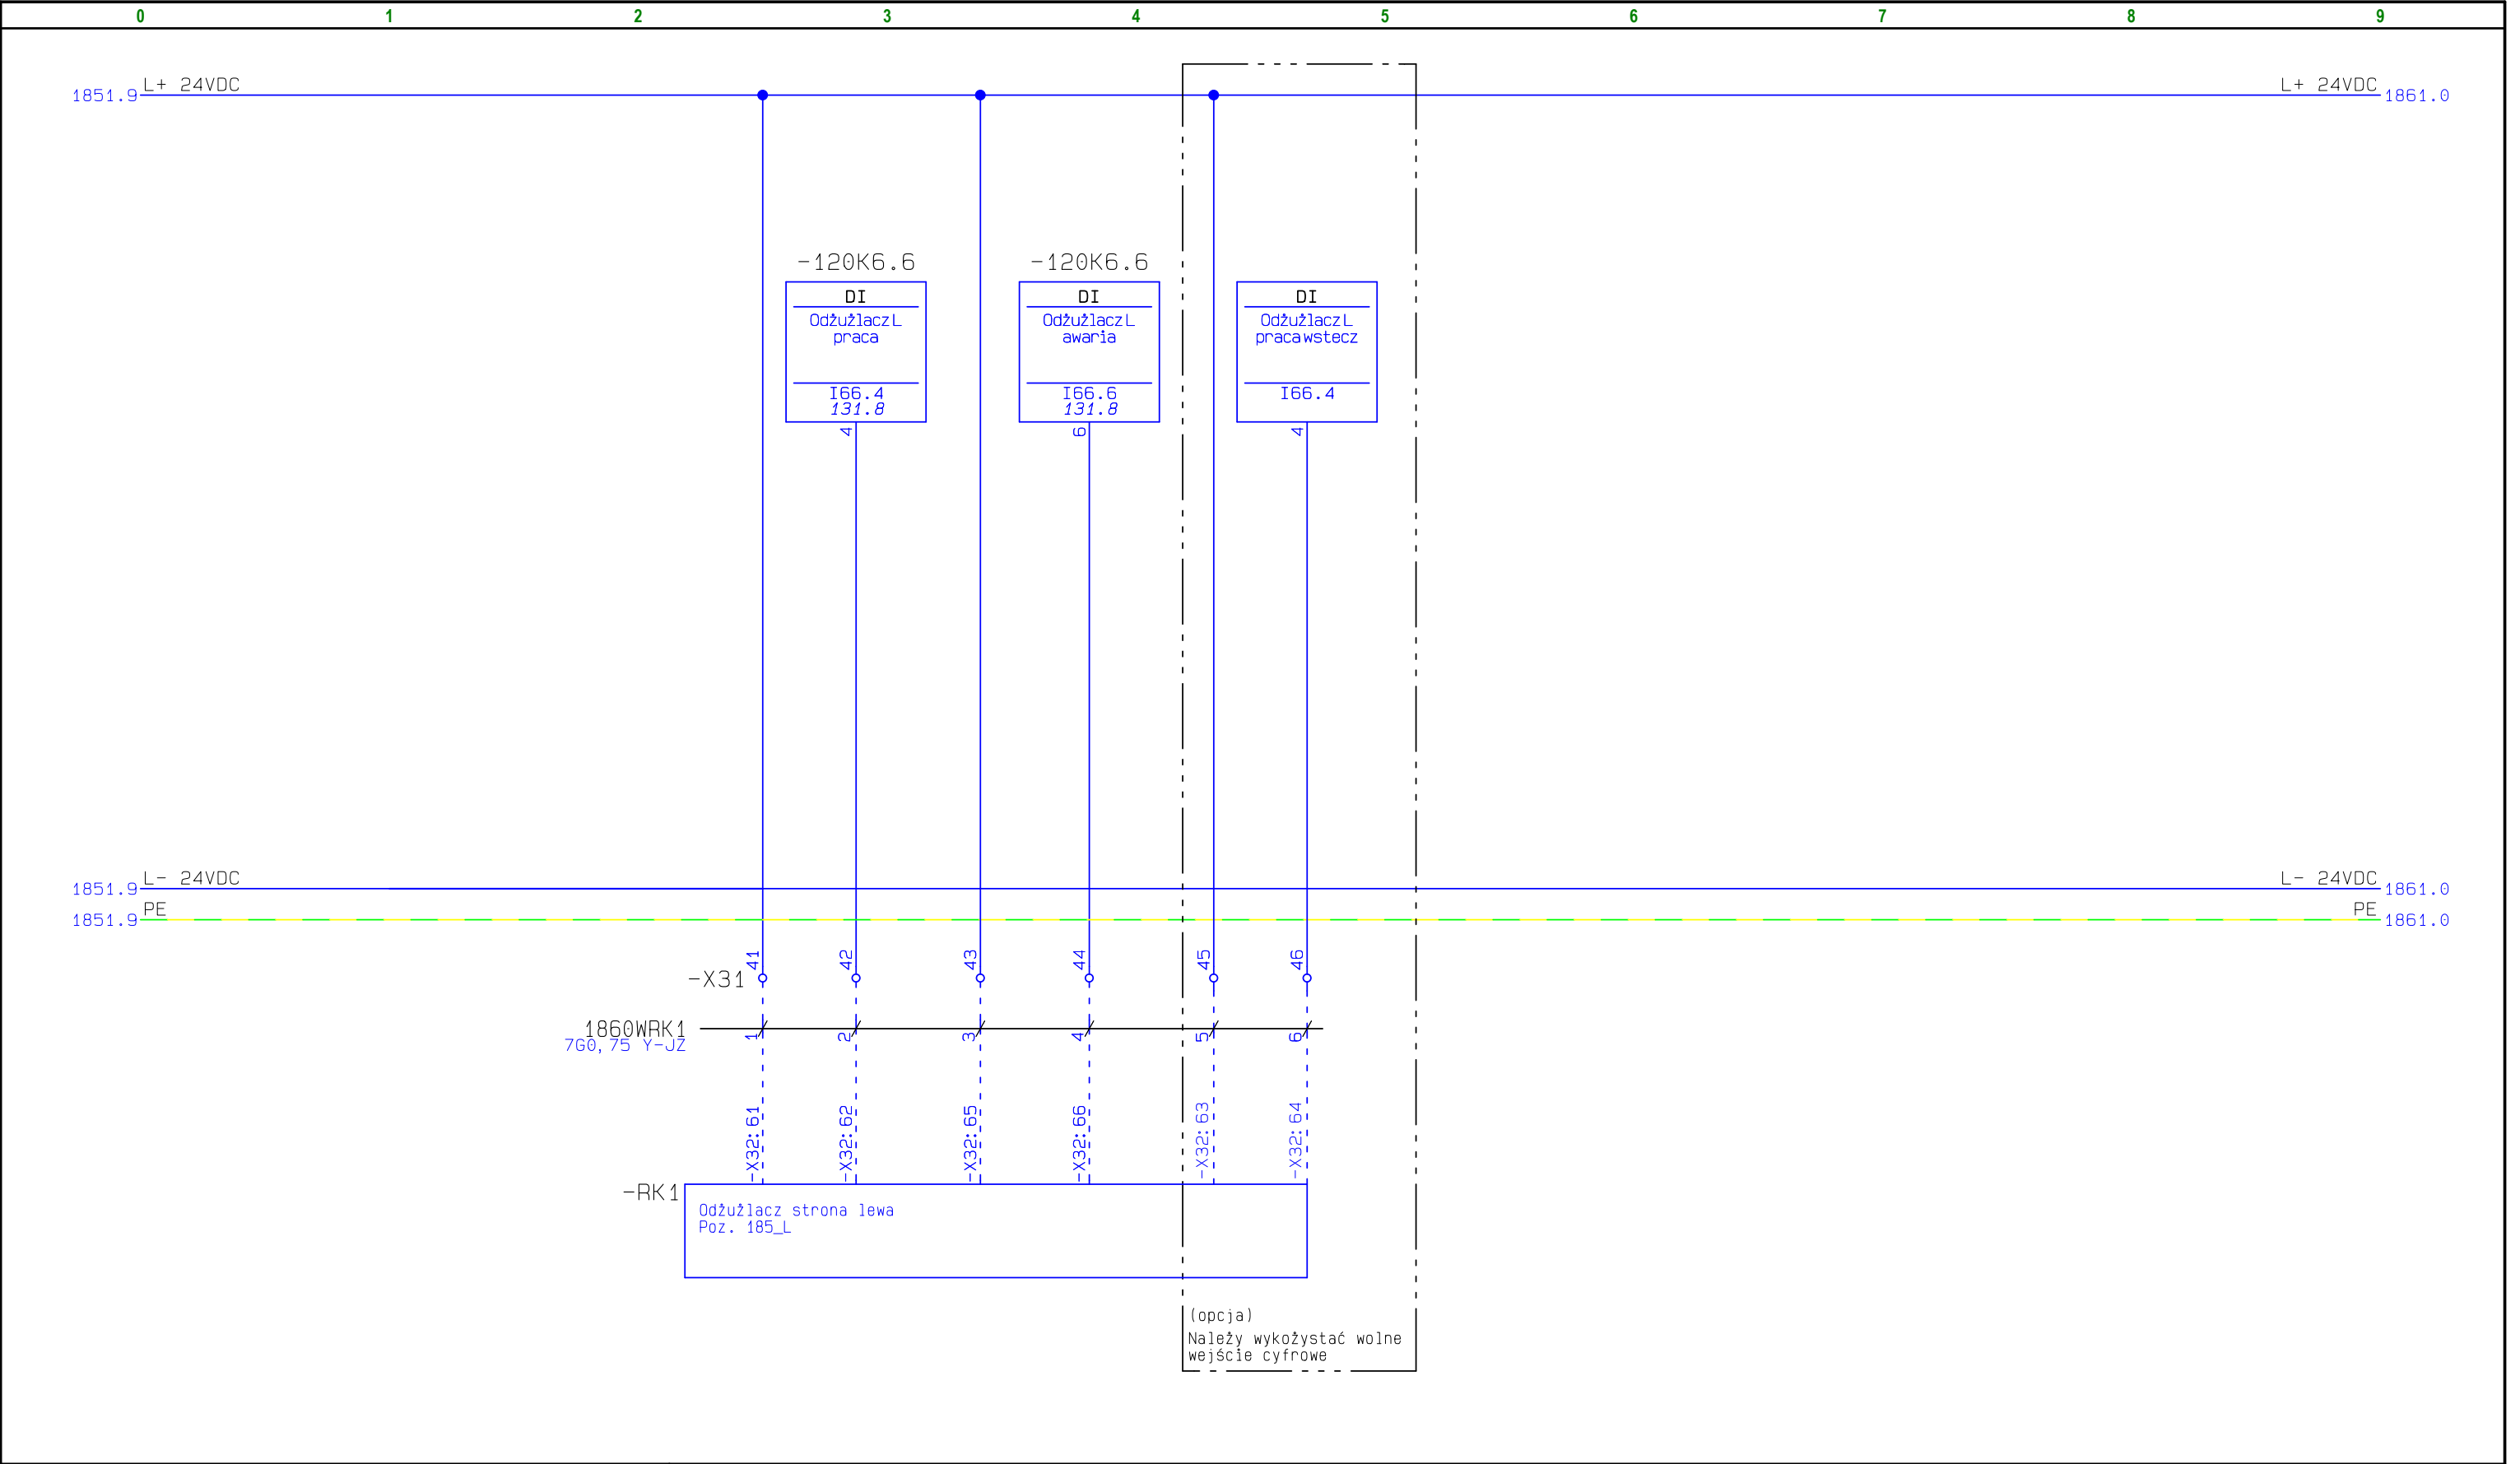 0 1 2 3 4 5 6 7 8 9
L+ 24VDC L+ 24VDC
1851.9 1861.0
-120K6.6 -120K6.6
DI DI DI
Odżużlacz L Odżużlacz L Odżużlacz L
praca awaria praca wstecz
I66.4 I66.6 I66.4
131.8 131.8
4 6 4
L- 24VDC L- 24VDC
1851.9 1861.0
PE PE
1851.9 1861.0
41 42 43 44 45 46
-X31
1860WRK1
7G0,75 Y-JZ
1 2 3 4 5 6
-X32:61 -X32:62 -X32:65 -X32:66 -X32:63 -X32:64
-RK1
Odżużlacz strona lewa
Poz. 185_L
(opcja)
Należy wykożystać wolne
wejście cyfrowe